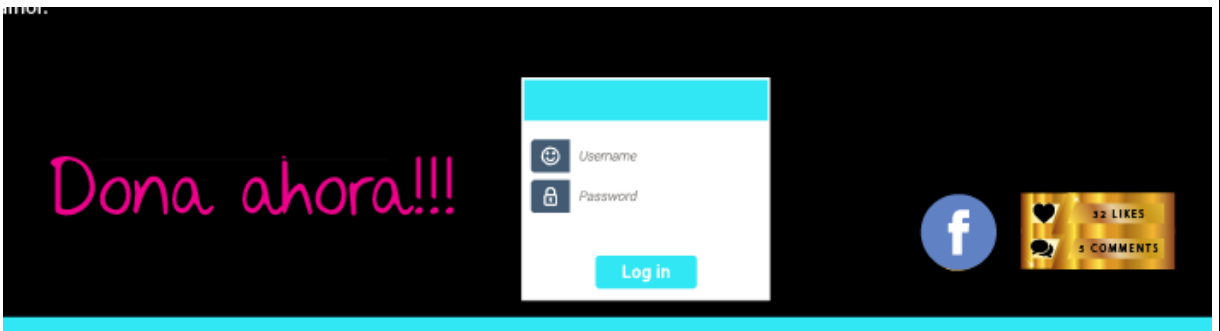 Dona ahora!!!
Username
Password
Log in
f
32 LIKES
5 COMMENTS